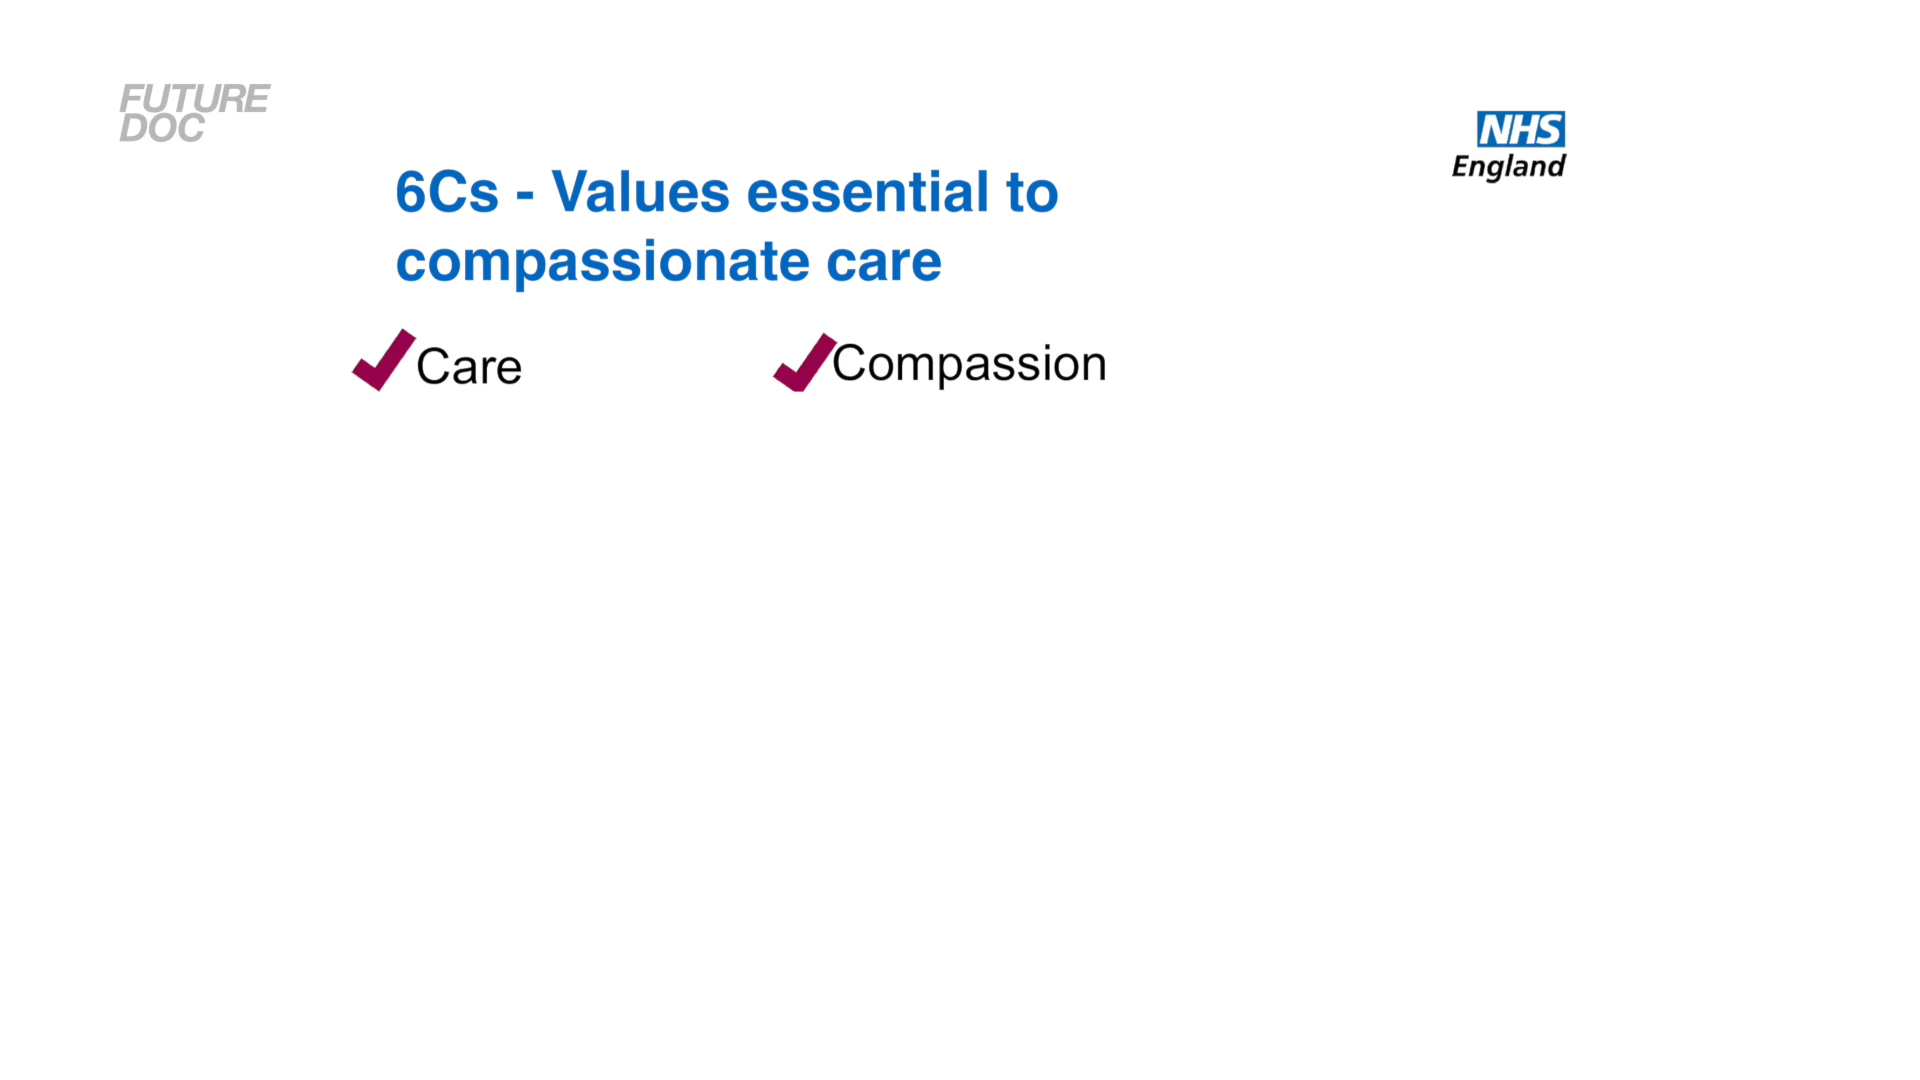 FUTURE
DOC
NHS
England
6Cs - Values essential to
compassionate care
Care
Compassion